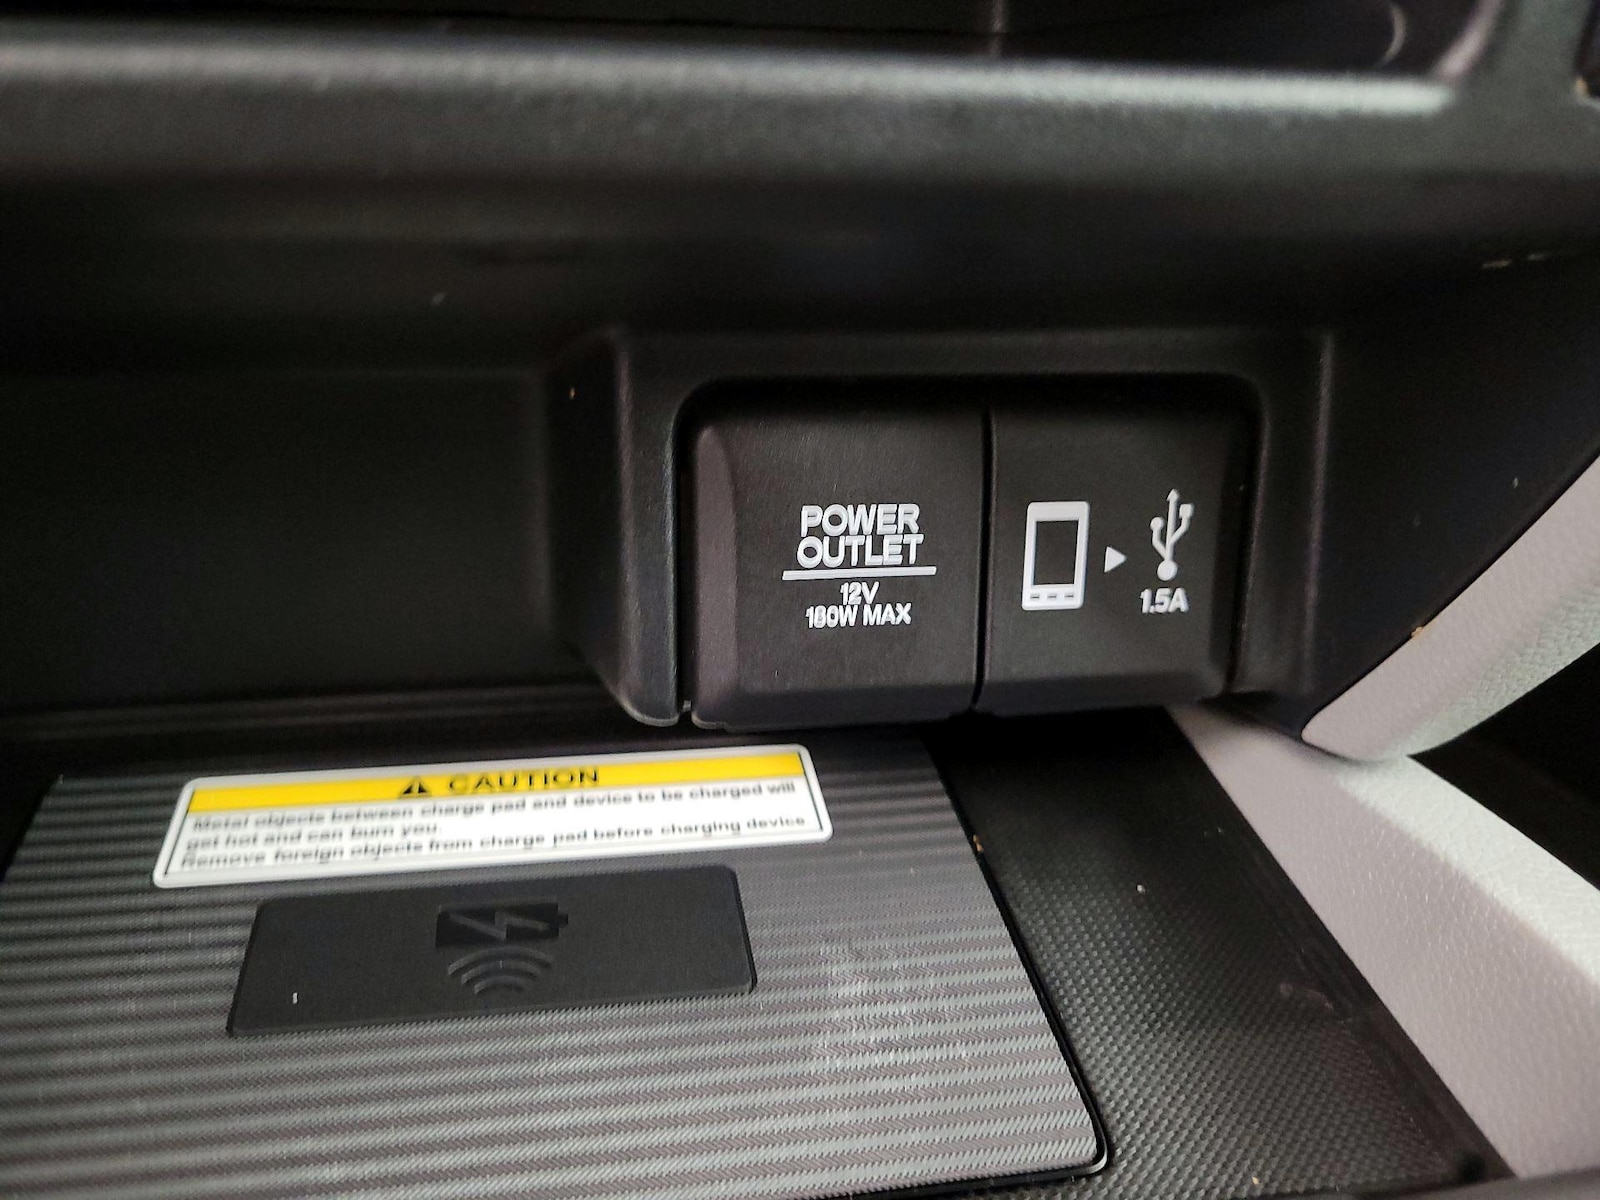 POWER
OUTLET
12V
180W MAX
1.5A
CAUTION
Metal objects between charge pad and device to be charged will
get hot and can burn you.
Remove foreign objects from charge pad before charging device.